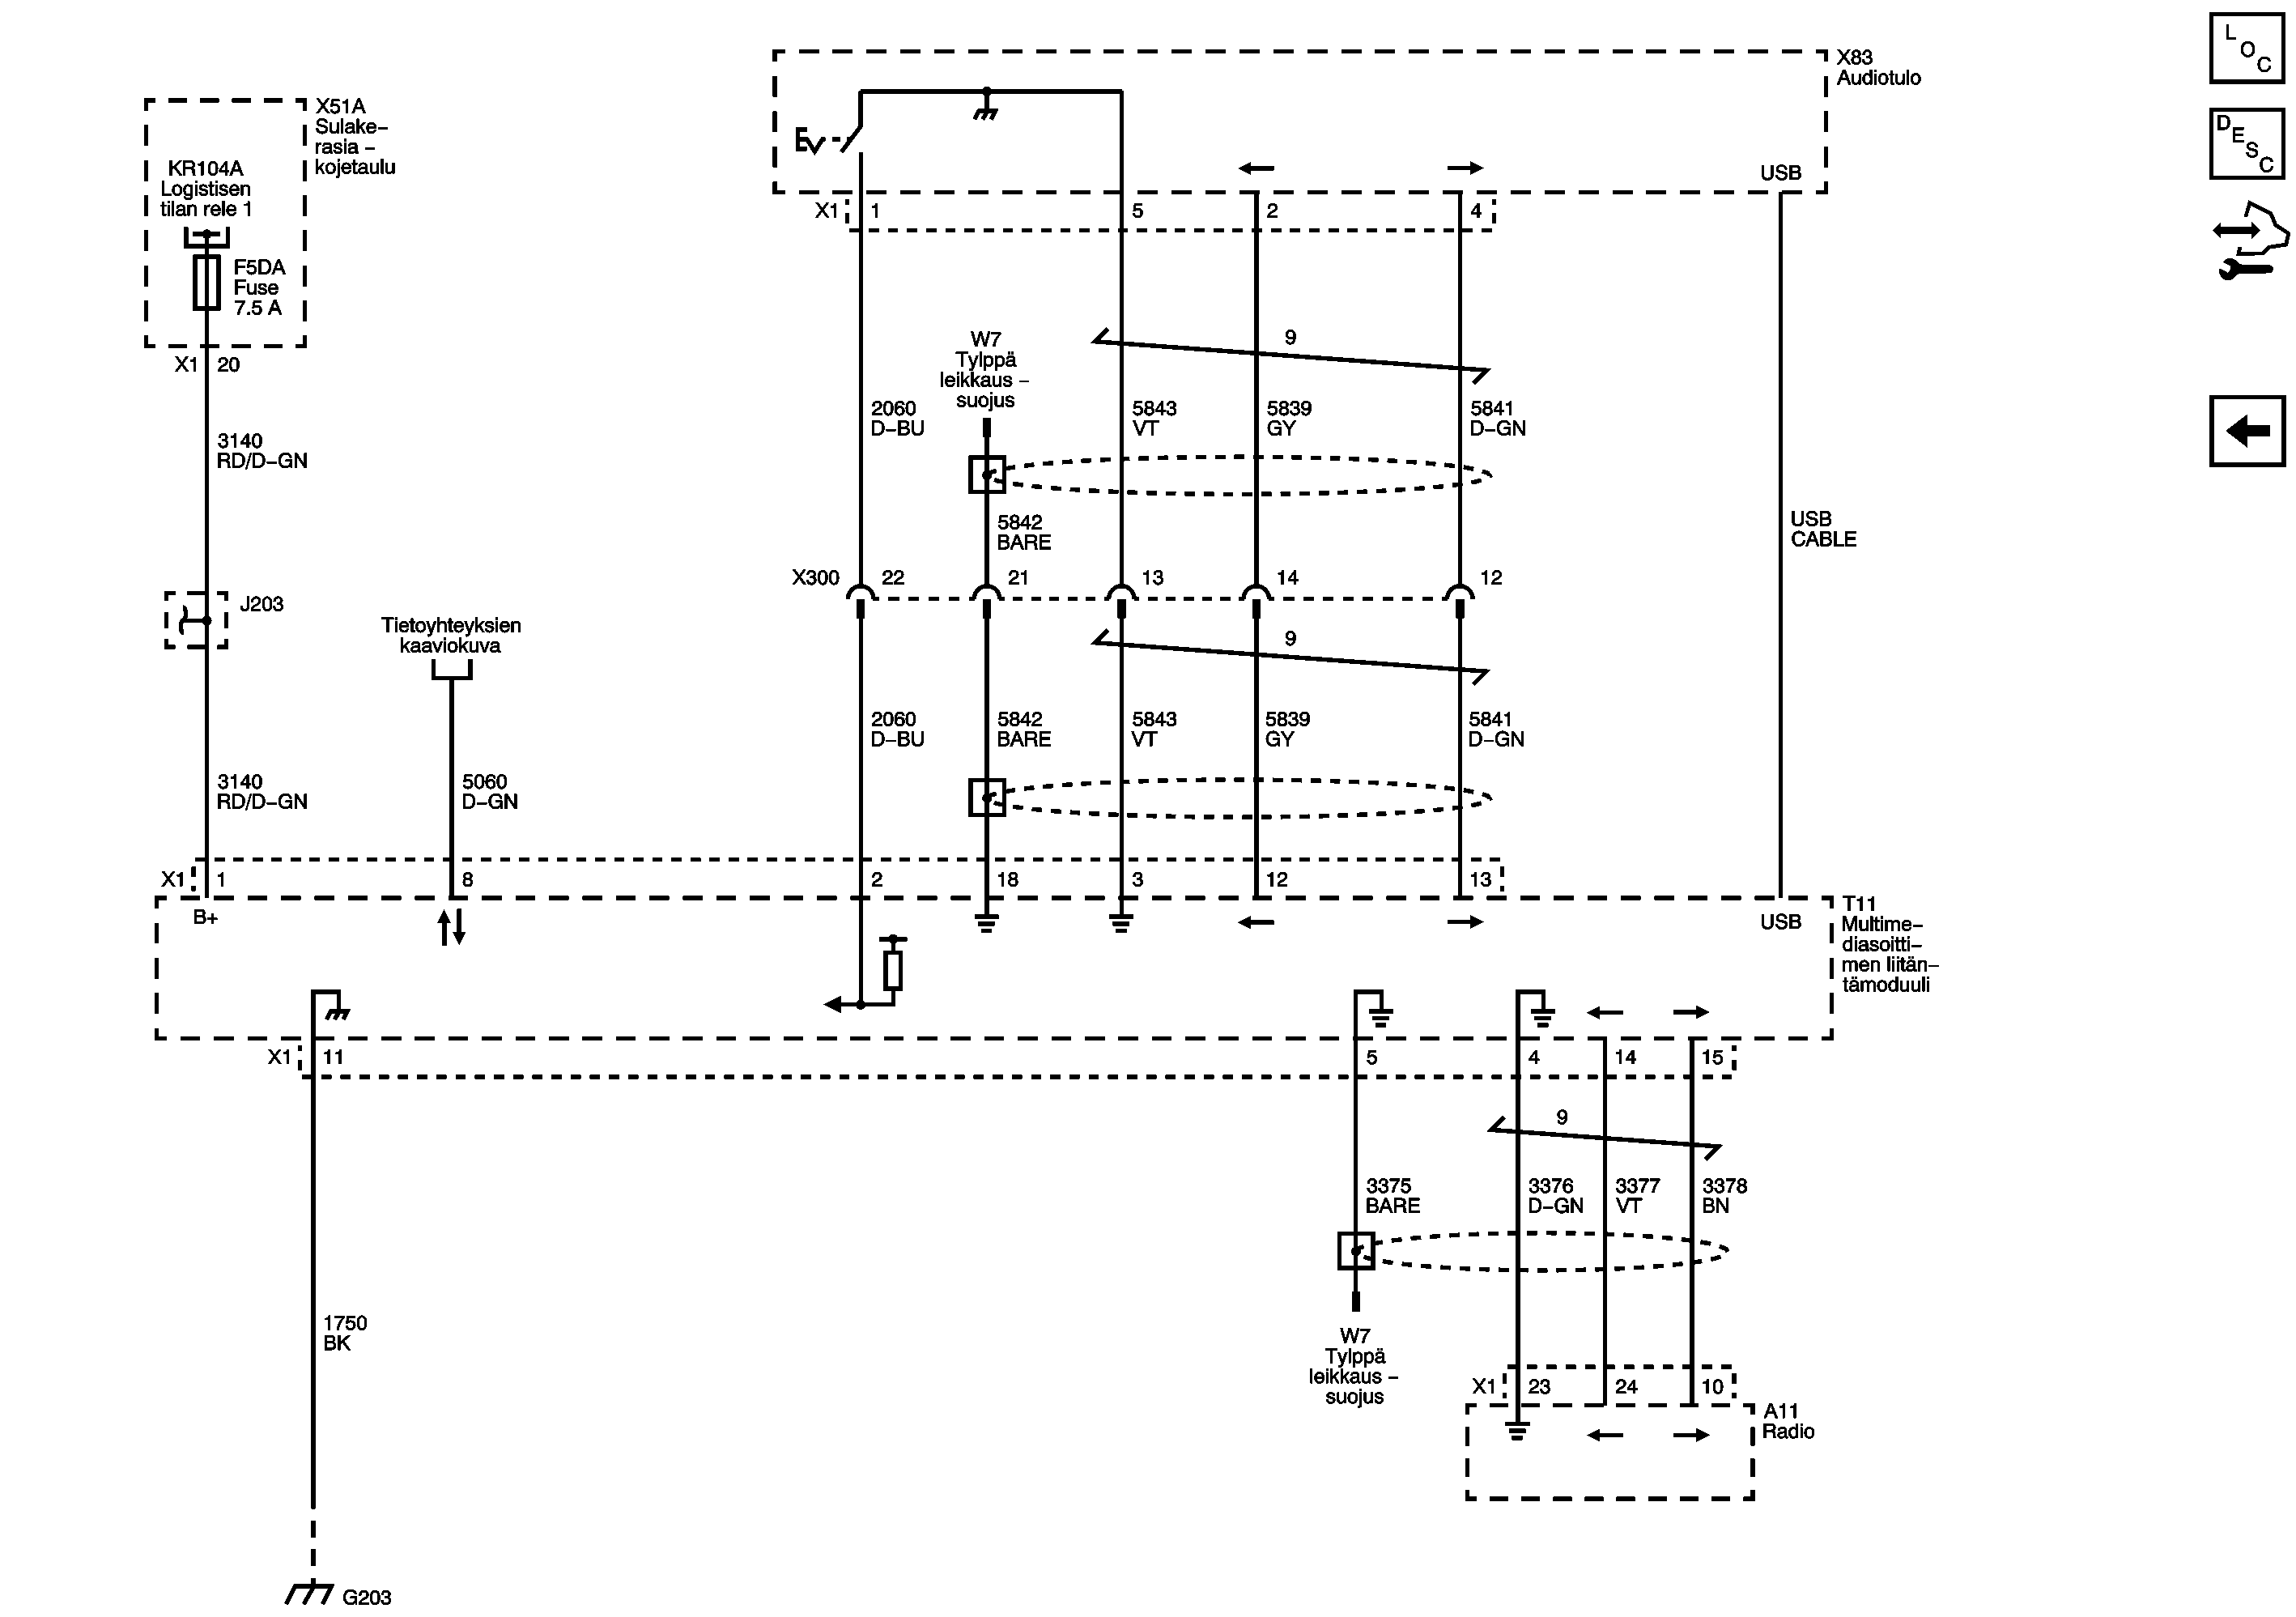 X83
Audiotulo
L
O
C
D
E
S
C
X51A
Sulake–
rasia –
kojetaulu
KR104A
Logistisen
tilan rele 1
F5DA
Fuse
7.5 A
X1 20
USB
X1 1 5 2 4
W7
Tylppä
leikkaus –
suojus
9
2060
D–BU
5843
VT
5839
GY
5841
D–GN
3140
RD/D–GN
5842
BARE
USB
CABLE
X300 22 21 13 14 12
J203
Tietoyhteyksien
kaaviokuva
9
2060
D–BU
5842
BARE
5843
VT
5839
GY
5841
D–GN
3140
RD/D–GN
5060
D–GN
X1 1 8 2 18 3 12 13
B+
USB
T11
Multime–
diasoitti–
men liitän–
tämoduuli
X1 11 5 4 14 15
9
3375
BARE
3376
D–GN
3377
VT
3378
BN
1750
BK
W7
Tylppä
leikkaus –
suojus
X1 23 24 10
A11
Radio
G203